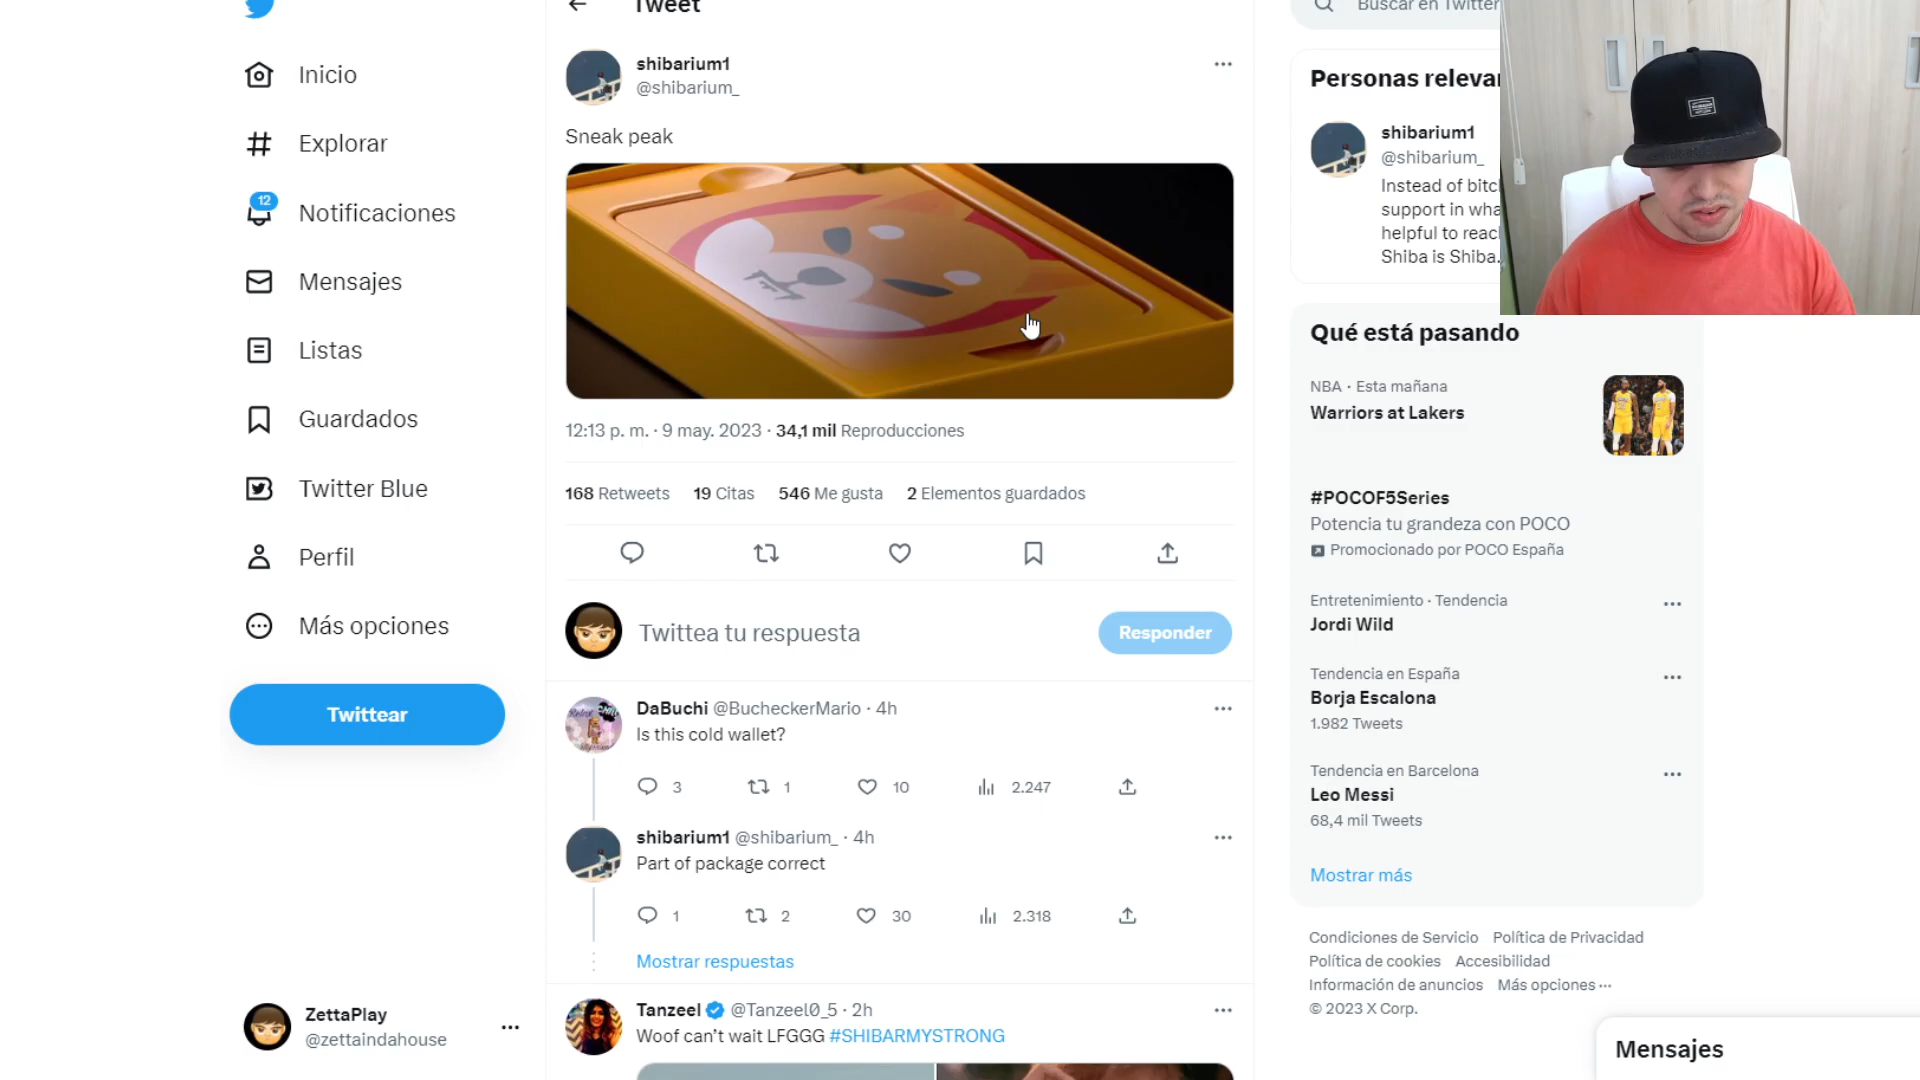 Tweet
Buscar en Twitter
Inicio
Explorar
12
Notificaciones
Mensajes
Listas
Guardados
Twitter Blue
Perfil
Más opciones
Twittear
ZettaPlay
@zettaindahouse
shibarium1
@shibarium_
Sneak peak
12:13 p. m. · 9 may. 2023 · 34,1 mil Reproducciones
168 Retweets 19 Citas 546 Me gusta 2 Elementos guardados
Twittea tu respuesta
Responder
DaBuchi @BucheckerMario · 4h
Is this cold wallet?
3 1 10 2.247
shibarium1 @shibarium_ · 4h
Part of package correct
1 2 30 2.318
Mostrar respuestas
Tanzeel @Tanzeel0_5 · 2h
Woof can’t wait LFGGG #SHIBARMYSTRONG
Personas relevan
shibarium1
@shibarium_
Instead of bitc
support in wha
helpful to reac
Shiba is Shiba.
Qué está pasando
NBA · Esta mañana
Warriors at Lakers
#POCOF5Series
Potencia tu grandeza con POCO
Promocionado por POCO España
Entretenimiento · Tendencia
Jordi Wild
Tendencia en España
Borja Escalona
1.982 Tweets
Tendencia en Barcelona
Leo Messi
68,4 mil Tweets
Mostrar más
Condiciones de Servicio Política de Privacidad
Política de cookies Accesibilidad
Información de anuncios Más opciones ···
© 2023 X Corp.
Mensajes